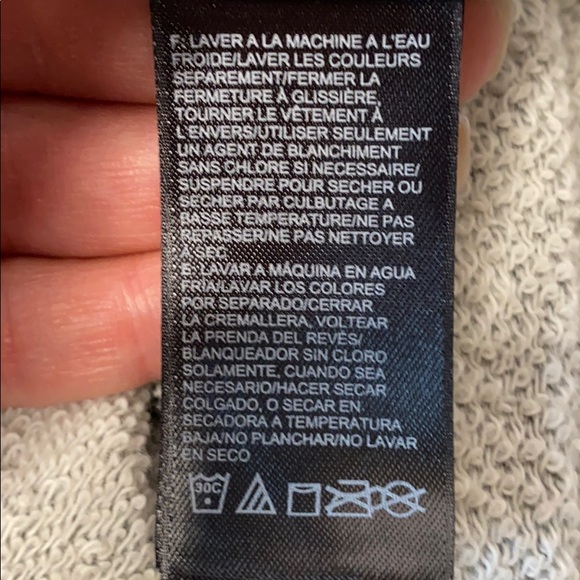 F: LAVER A LA MACHINE A L'EAU
FROIDE/LAVER LES COULEURS
SEPAREMENT/FERMER LA
FERMETURE À GLISSIÈRE,
TOURNER LE VÊTEMENT À
L'ENVERS/UTILISER SEULEMENT
UN AGENT DE BLANCHIMENT
SANS CHLORE SI NECESSAIRE/
SUSPENDRE POUR SECHER OU
SECHER PAR CULBUTAGE A
BASSE TEMPERATURE/NE PAS
REPASSER/NE PAS NETTOYER
A SEC
E: LAVAR A MÁQUINA EN AGUA
FRIA/LAVAR LOS COLORES
POR SEPARADO/CERRAR
LA CREMALLERA, VOLTEAR
LA PRENDA DEL REVÉS/
BLANQUEADOR SIN CLORO
SOLAMENTE, CUANDO SEA
NECESARIO/HACER SECAR
COLGADO, O SECAR EN
SECADORA A TEMPERATURA
BAJA/NO PLANCHAR/NO LAVAR
EN SECO
30C